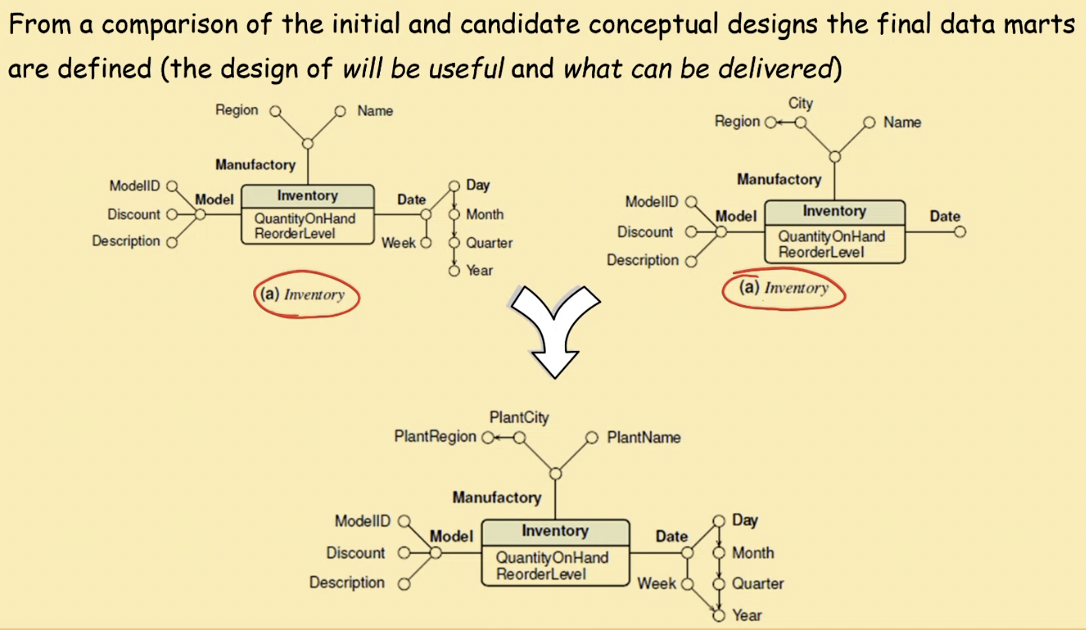 From a comparison of the initial and candidate conceptual designs the final data marts
are defined (the design of will be useful and what can be delivered)
Region
Name
Manufactory
ModelID
Model
Discount
Description
Inventory
QuantityOnHand
ReorderLevel
Date
Day
Month
Week
Quarter
Year
(a) Inventory
City
Region
Name
Manufactory
ModelID
Model
Discount
Description
Inventory
QuantityOnHand
ReorderLevel
Date
(a) Inventory
PlantCity
PlantRegion
PlantName
Manufactory
ModelID
Model
Discount
Description
Inventory
QuantityOnHand
ReorderLevel
Date
Day
Month
Week
Quarter
Year